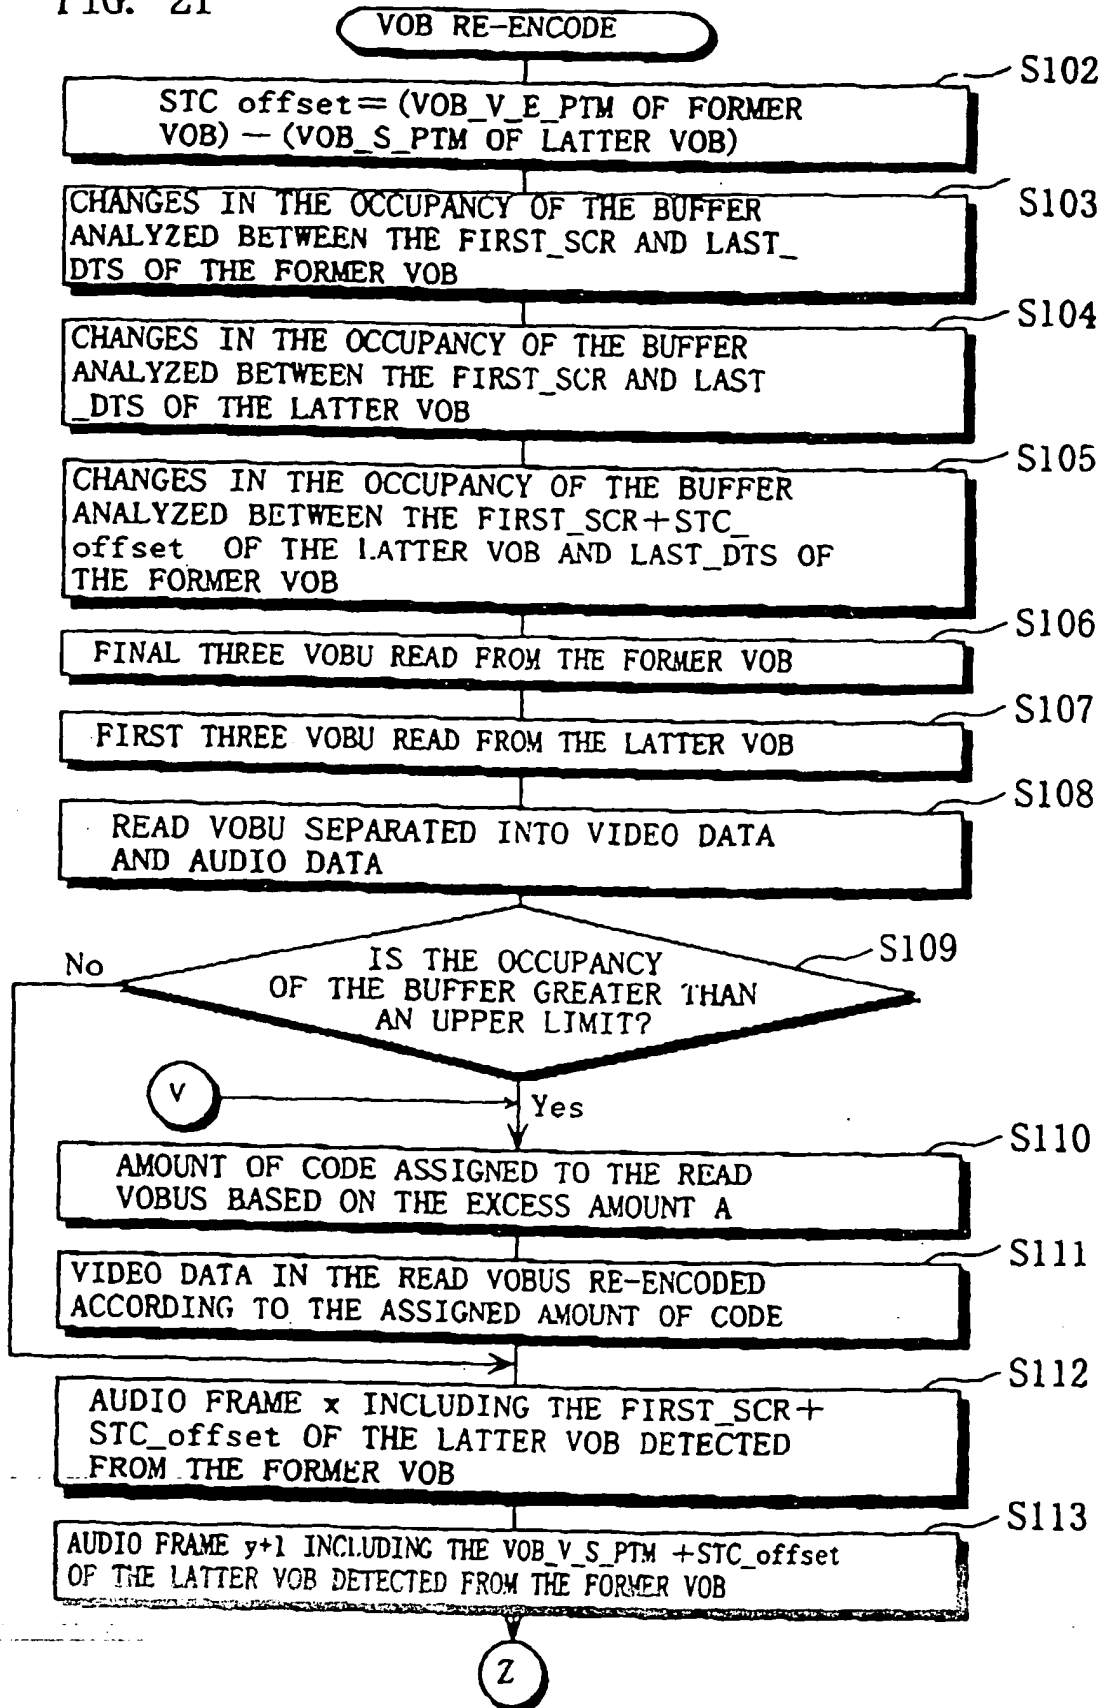 FIG. 21
VOB RE-ENCODE
S102
STC offset=(VOB_V_E_PTM OF FORMER
VOB)-(VOB_S_PTM OF LATTER VOB)
S103
CHANGES IN THE OCCUPANCY OF THE BUFFER
ANALYZED BETWEEN THE FIRST_SCR AND LAST_
DTS OF THE FORMER VOB
S104
CHANGES IN THE OCCUPANCY OF THE BUFFER
ANALYZED BETWEEN THE FIRST_SCR AND LAST
_DTS OF THE LATTER VOB
S105
CHANGES IN THE OCCUPANCY OF THE BUFFER
ANALYZED BETWEEN THE FIRST_SCR+STC_
offset OF THE LATTER VOB AND LAST_DTS OF
THE FORMER VOB
S106
FINAL THREE VOBU READ FROM THE FORMER VOB
S107
FIRST THREE VOBU READ FROM THE LATTER VOB
S108
READ VOBU SEPARATED INTO VIDEO DATA
AND AUDIO DATA
S109
No
IS THE OCCUPANCY
OF THE BUFFER GREATER THAN
AN UPPER LIMIT?
V
Yes
S110
AMOUNT OF CODE ASSIGNED TO THE READ
VOBUS BASED ON THE EXCESS AMOUNT A
S111
VIDEO DATA IN THE READ VOBUS RE-ENCODED
ACCORDING TO THE ASSIGNED AMOUNT OF CODE
S112
AUDIO FRAME x INCLUDING THE FIRST_SCR+
STC_offset OF THE LATTER VOB DETECTED
FROM THE FORMER VOB
S113
AUDIO FRAME y+1 INCLUDING THE VOB_V_S_PTM +STC_offset
OF THE LATTER VOB DETECTED FROM THE FORMER VOB
Z